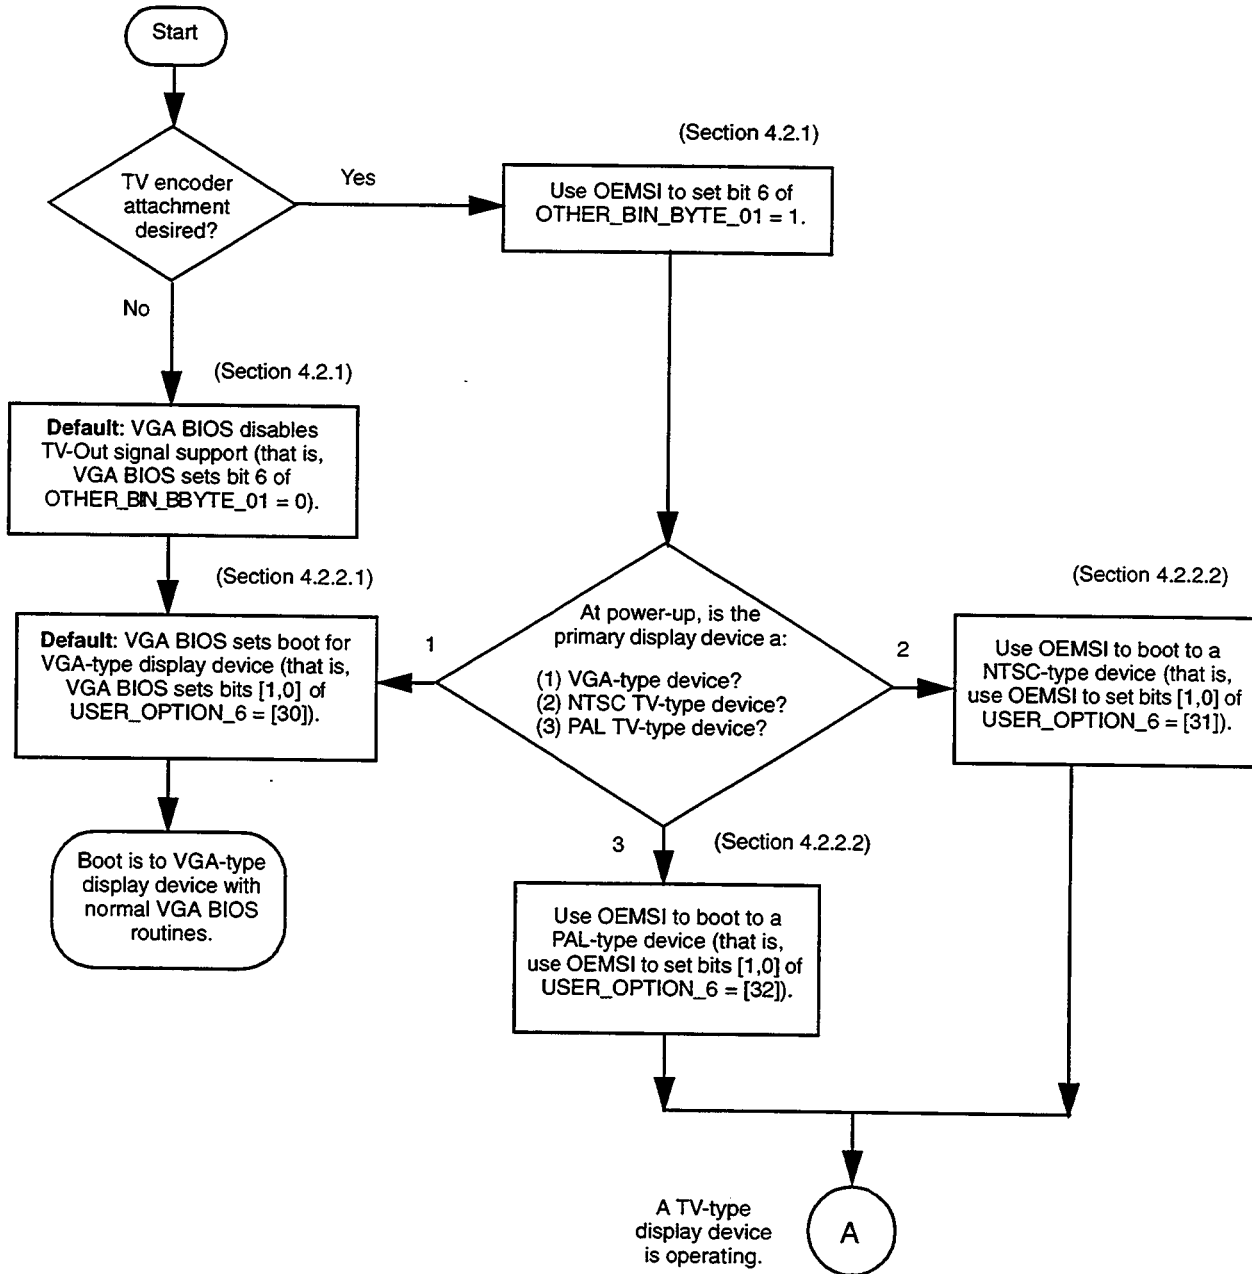 Start
TV encoder
attachment
desired?
Yes
No
(Section 4.2.1)
Use OEMSI to set bit 6 of
OTHER_BIN_BYTE_01 = 1.
(Section 4.2.1)
Default: VGA BIOS disables
TV-Out signal support (that is,
VGA BIOS sets bit 6 of
OTHER_BIN_BBYTE_01 = 0).
(Section 4.2.2.1)
Default: VGA BIOS sets boot for
VGA-type display device (that is,
VGA BIOS sets bits [1,0] of
USER_OPTION_6 = [30]).
1
At power-up, is the
primary display device a:
(1) VGA-type device?
(2) NTSC TV-type device?
(3) PAL TV-type device?
2
(Section 4.2.2.2)
Use OEMSI to boot to a
NTSC-type device (that is,
use OEMSI to set bits [1,0] of
USER_OPTION_6 = [31]).
Boot is to VGA-type
display device with
normal VGA BIOS
routines.
3
(Section 4.2.2.2)
Use OEMSI to boot to a
PAL-type device (that is,
use OEMSI to set bits [1,0] of
USER_OPTION_6 = [32]).
A TV-type
display device
is operating.
A